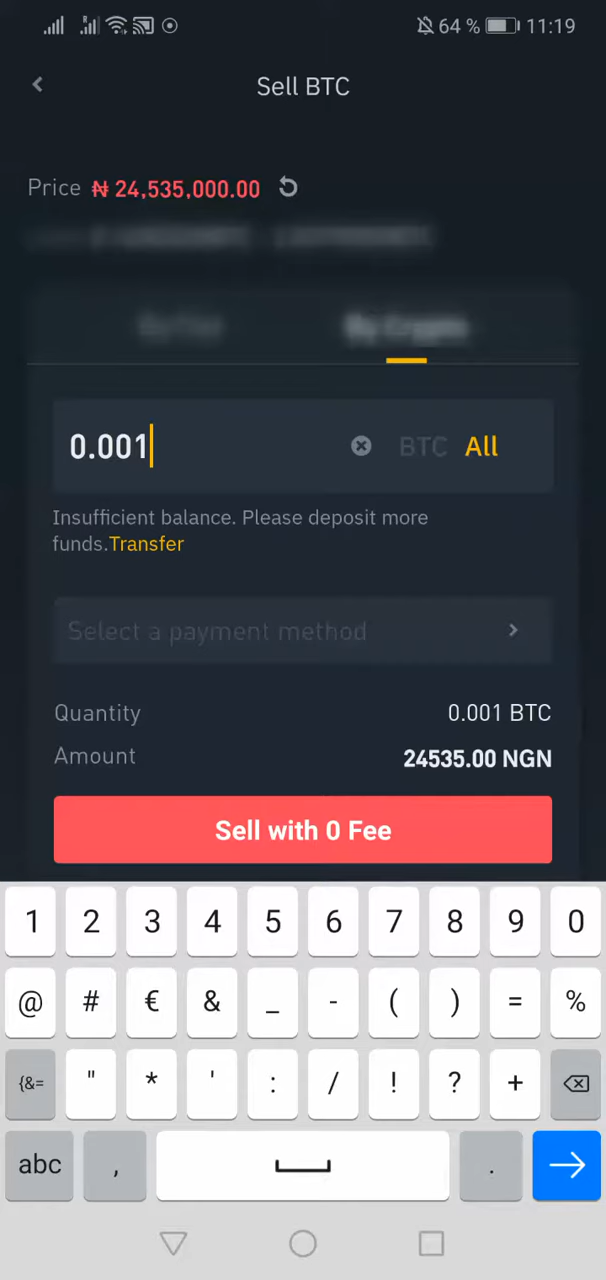 64 % 11:19
Sell BTC
Price ₦ 24,535,000.00
By Crypto
0.001 BTC All
Insufficient balance. Please deposit more
funds.Transfer
Select a payment method
Quantity 0.001 BTC
Amount 24535.00 NGN
Sell with 0 Fee
1 2 3 4 5 6 7 8 9 0
@ # € & _ - ( ) = %
{&= " * ' : / ! ? +
abc , .